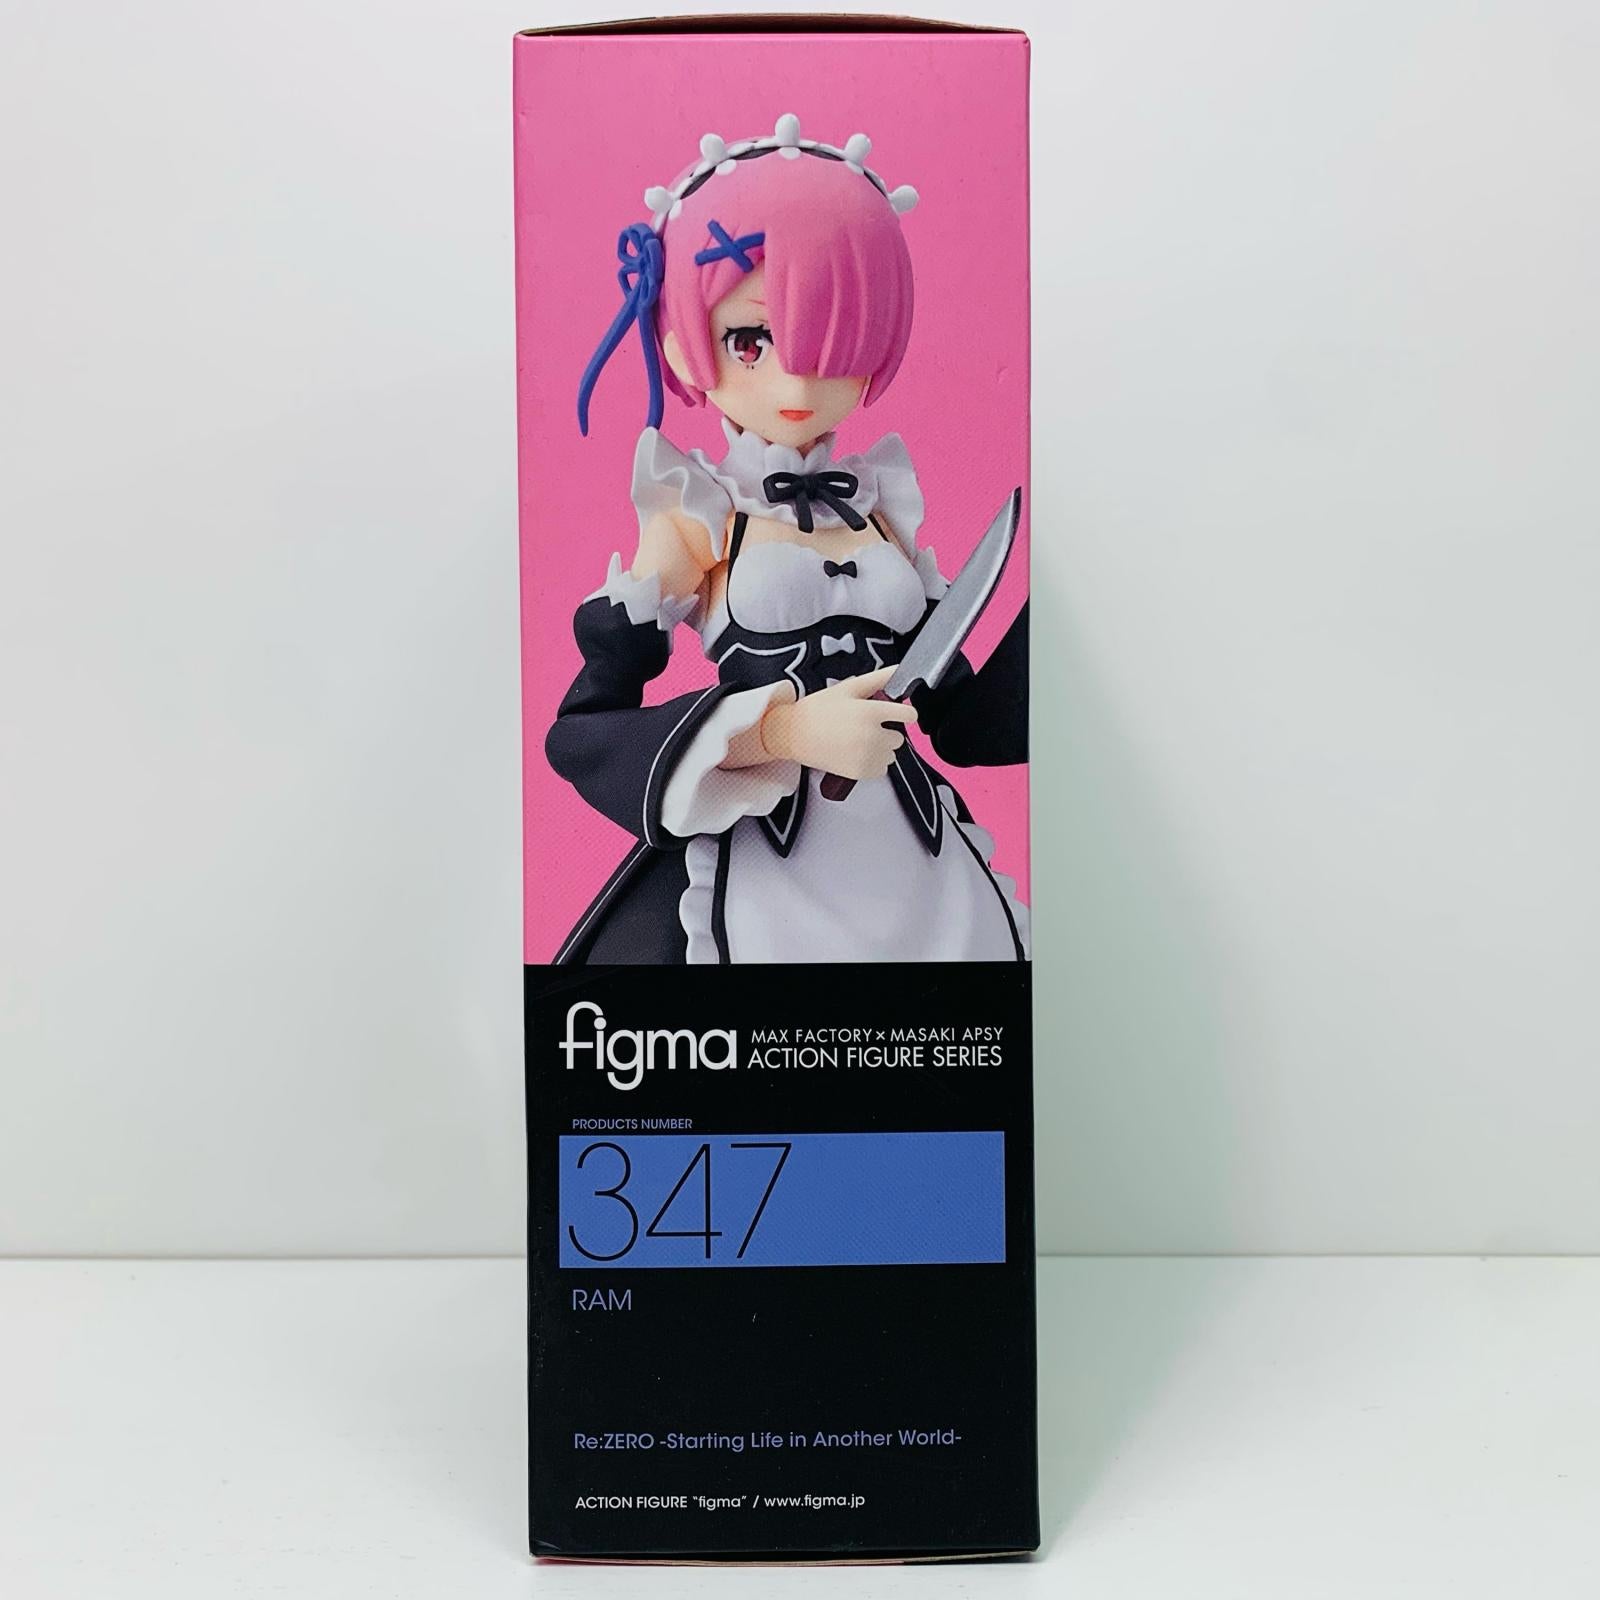 figma
MAX FACTORY×MASAKI APSY
ACTION FIGURE SERIES
PRODUCTS NUMBER
347
RAM
Re:ZERO -Starting Life in Another World-
ACTION FIGURE "figma" / www.figma.jp